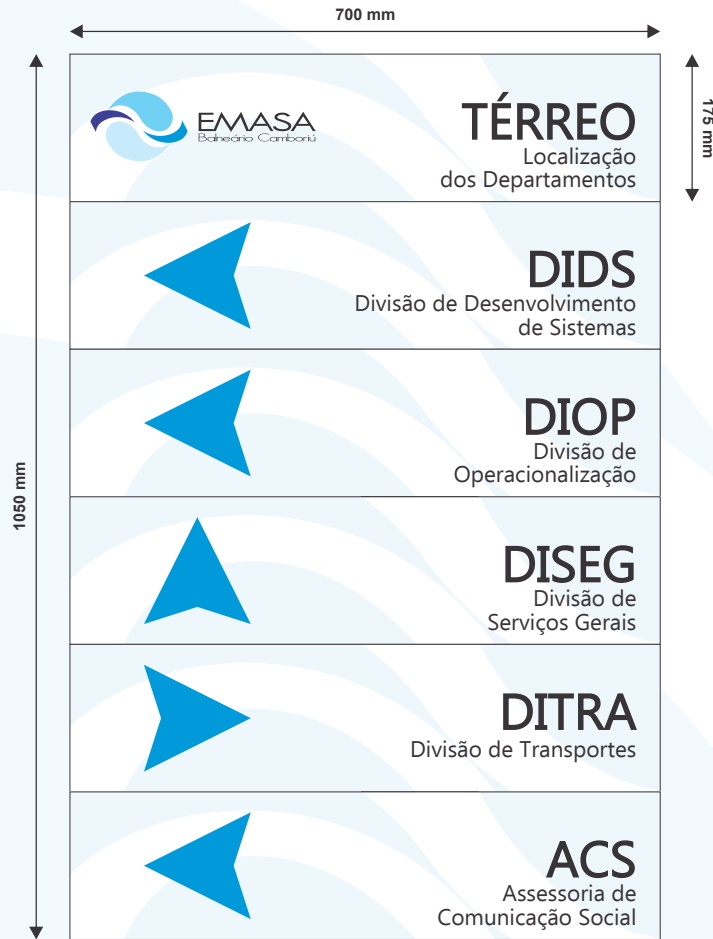 700 mm
175 mm
1050 mm
EMASA
Balneário Camboriú
TÉRREO
Localização
dos Departamentos
DIDS
Divisão de Desenvolvimento
de Sistemas
DIOP
Divisão de
Operacionalização
DISEG
Divisão de
Serviços Gerais
DITRA
Divisão de Transportes
ACS
Assessoria de
Comunicação Social